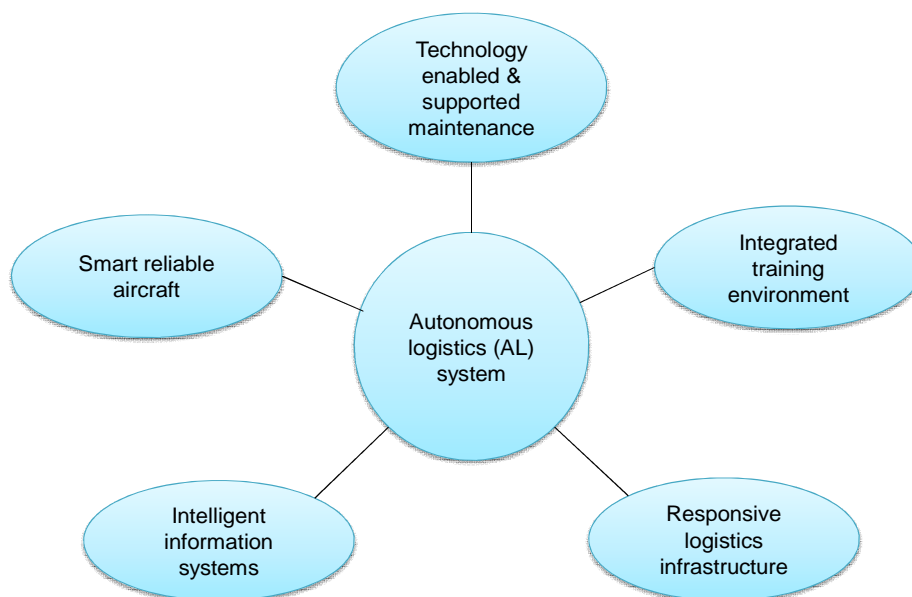 Technology
enabled &
supported
maintenance
Smart reliable
aircraft
Integrated
training
environment
Autonomous
logistics (AL)
system
Intelligent
information
systems
Responsive
logistics
infrastructure